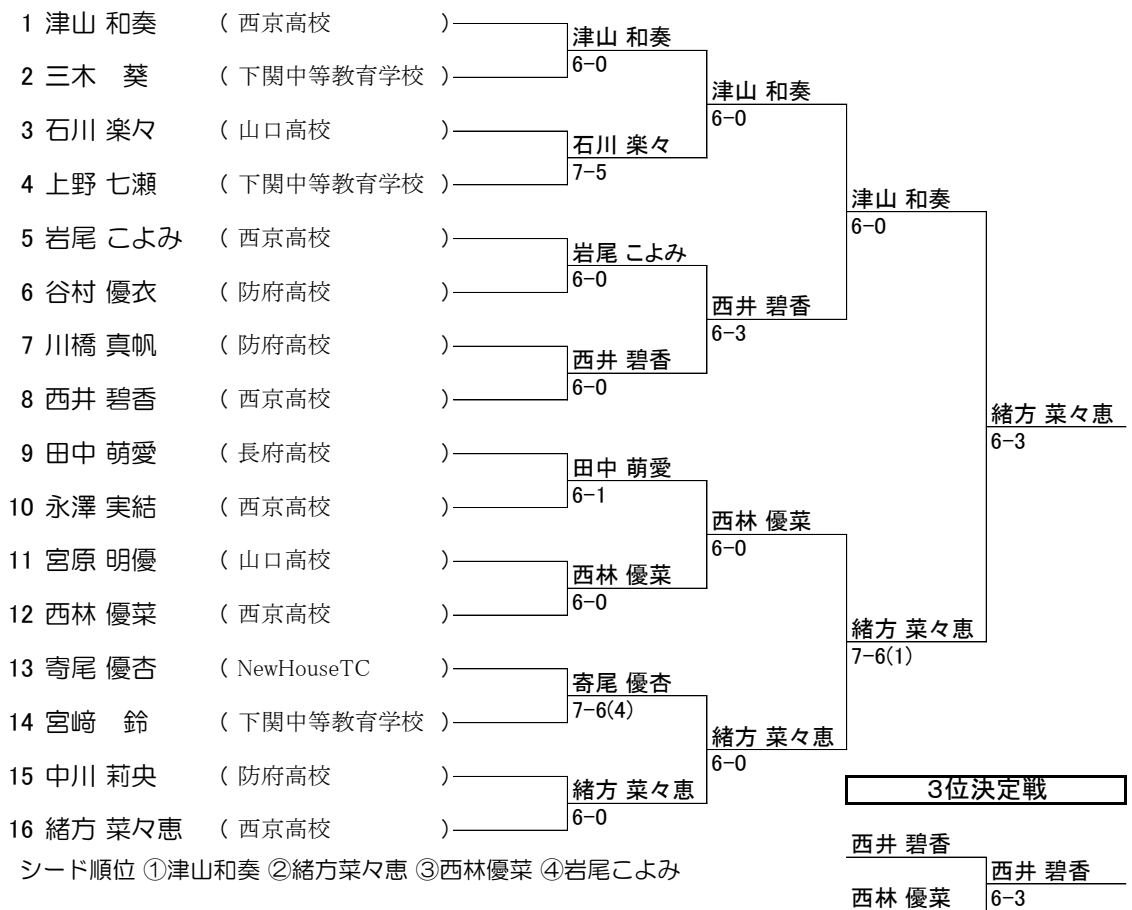 1 津山 和奏 ( 西京高校 )
2 三木 葵 ( 下関中等教育学校 )
3 石川 楽々 ( 山口高校 )
4 上野 七瀬 ( 下関中等教育学校 )
5 岩尾 こよみ ( 西京高校 )
6 谷村 優衣 ( 防府高校 )
7 川橋 真帆 ( 防府高校 )
8 西井 碧香 ( 西京高校 )
9 田中 萌愛 ( 長府高校 )
10 永澤 実結 ( 西京高校 )
11 宮原 明優 ( 山口高校 )
12 西林 優菜 ( 西京高校 )
13 寄尾 優杏 ( NewHouseTC )
14 宮﨑 鈴 ( 下関中等教育学校 )
15 中川 莉央 ( 防府高校 )
16 緒方 菜々恵 ( 西京高校 )
シード順位 ①津山和奏 ②緒方菜々恵 ③西林優菜 ④岩尾こよみ
津山 和奏
6-0
石川 楽々
7-5
岩尾 こよみ
6-0
西井 碧香
6-0
田中 萌愛
6-1
西林 優菜
6-0
寄尾 優杏
7-6(4)
緒方 菜々恵
6-0
津山 和奏
6-0
西井 碧香
6-3
西林 優菜
6-0
緒方 菜々恵
6-0
津山 和奏
6-0
緒方 菜々恵
7-6(1)
緒方 菜々恵
6-3
3位決定戦
西井 碧香
西林 優菜
西井 碧香
6-3